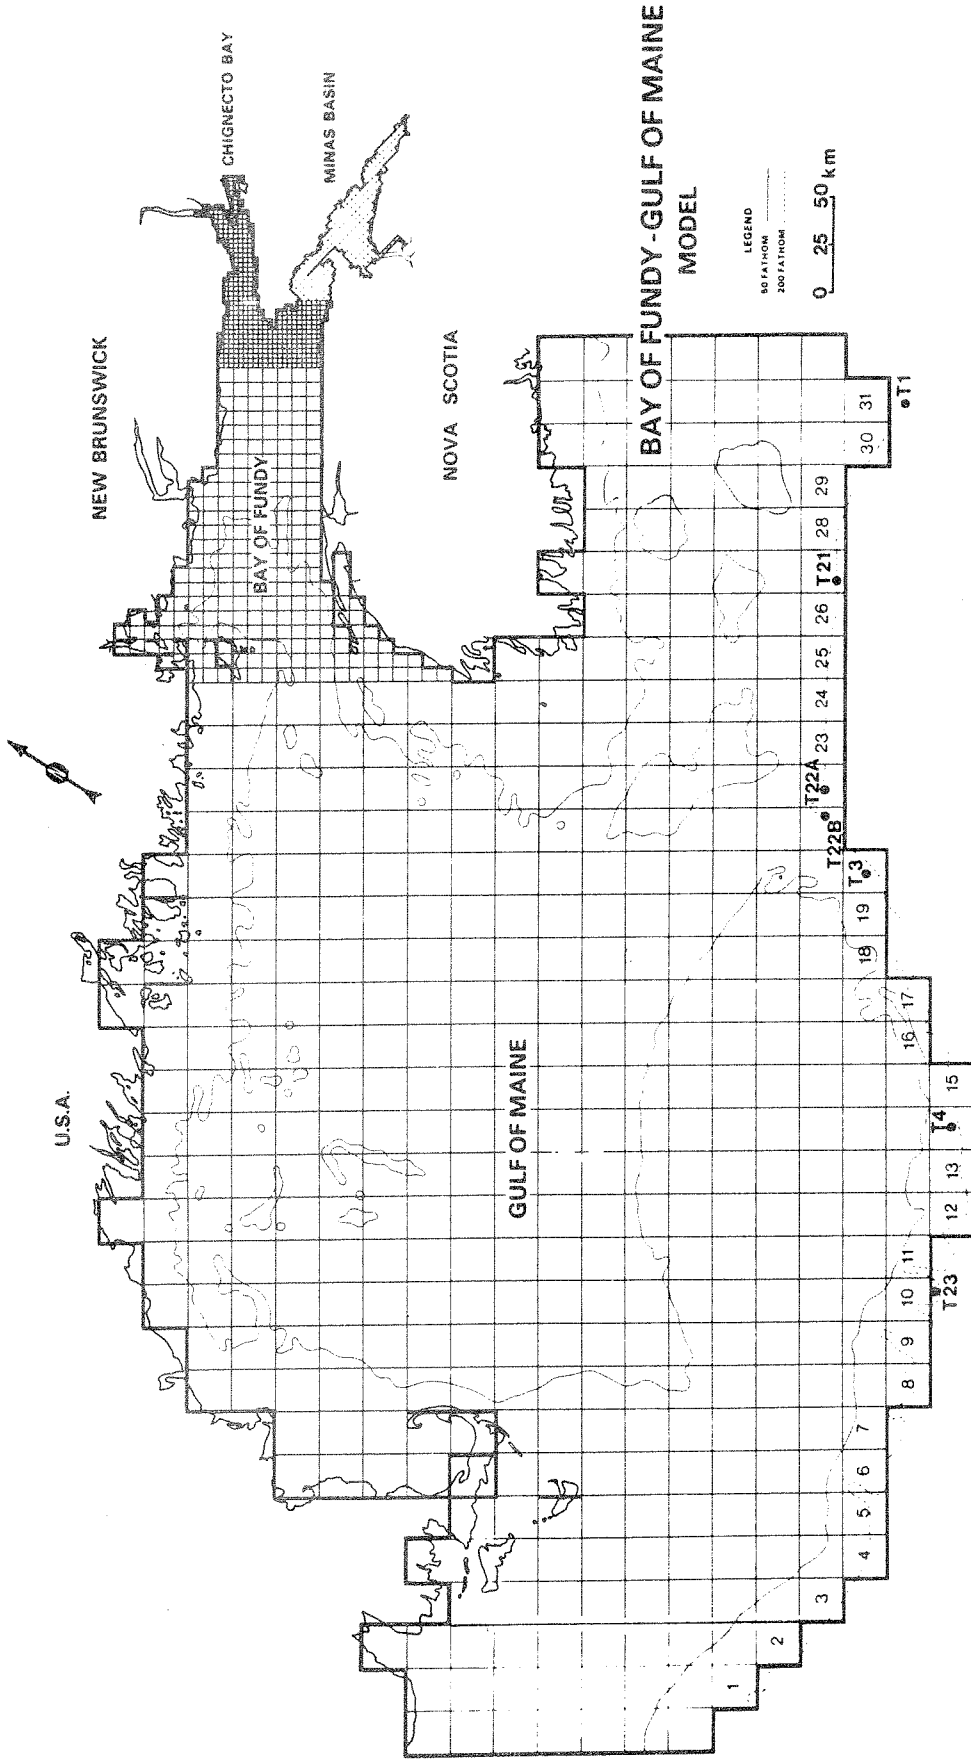 CHIGNECTO BAY
MINAS BASIN
NEW BRUNSWICK
BAY OF FUNDY
NOVA SCOTIA
U.S.A.
GULF OF MAINE
BAY OF FUNDY - GULF OF MAINE
MODEL
LEGEND
50 FATHOM
200 FATHOM
0 25 50 km
1
2
3
4
5
6
7
8
9
10
11
12
13
15
16
17
18
19
23
24
25
26
28
29
30
31
T23
T4
T3
T22B
T22A
T21
T1